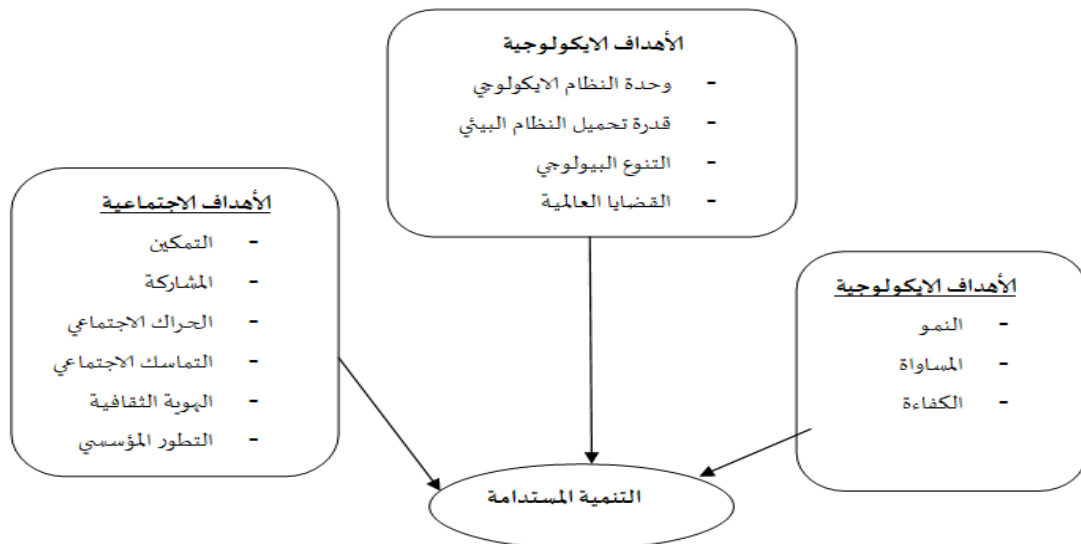 الأهداف الايكولوجية
- وحدة النظام الايكولوجي
- قدرة تحميل النظام البيئي
- التنوع البيولوجي
- القضايا العالمية
الأهداف الاجتماعية
- التمكين
- المشاركة
- الحراك الاجتماعي
- التماسك الاجتماعي
- الهوية الثقافية
- التطور المؤسسي
الأهداف الايكولوجية
- النمو
- المساواة
- الكفاءة
التنمية المستدامة